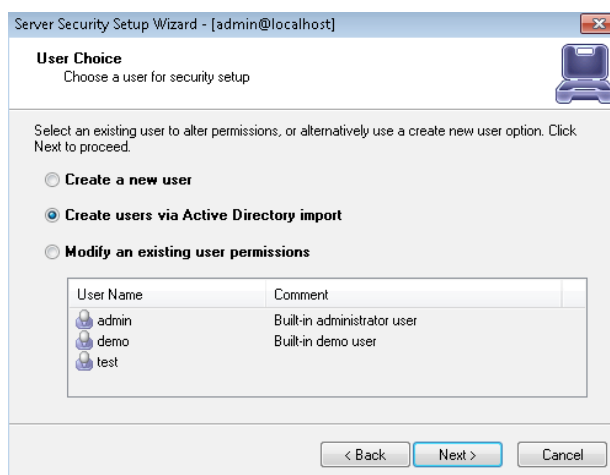 Server Security Setup Wizard - [admin@localhost]
User Choice
Choose a user for security setup
Select an existing user to alter permissions, or alternatively use a create new user option. Click
Next to proceed.
Create a new user
Create users via Active Directory import
Modify an existing user permissions
User Name Comment
admin Built-in administrator user
demo Built-in demo user
test
< Back Next > Cancel